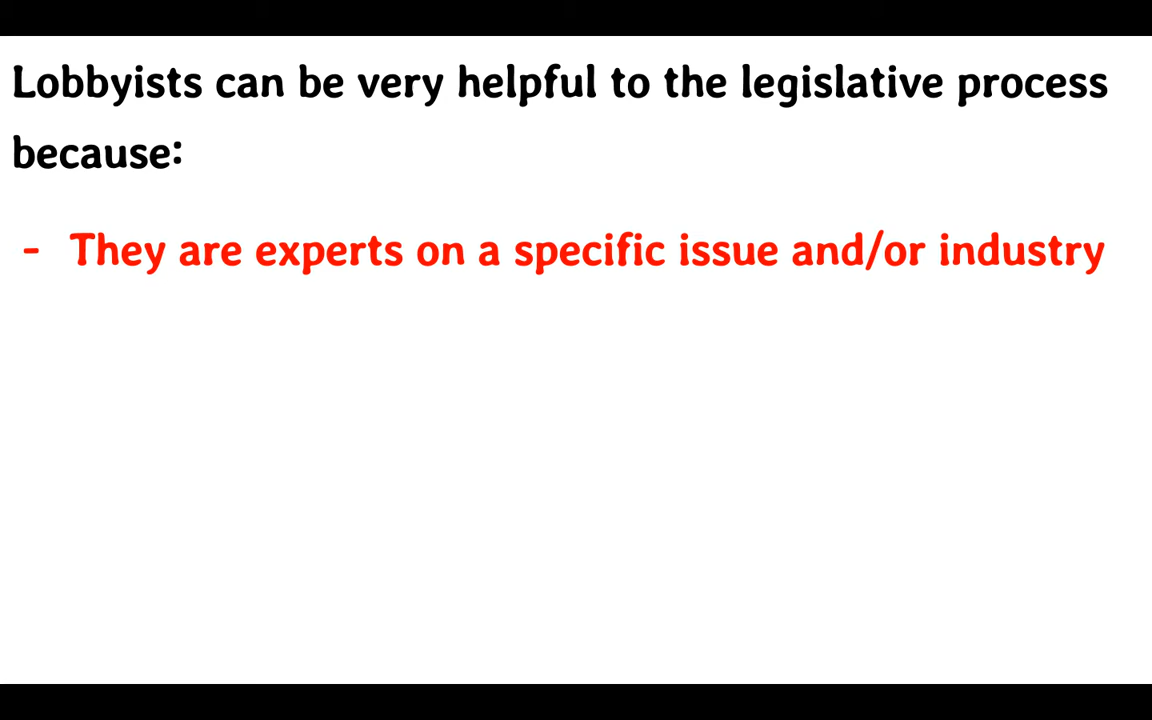 Lobbyists can be very helpful to the legislative process
because:
- They are experts on a specific issue and/or industry